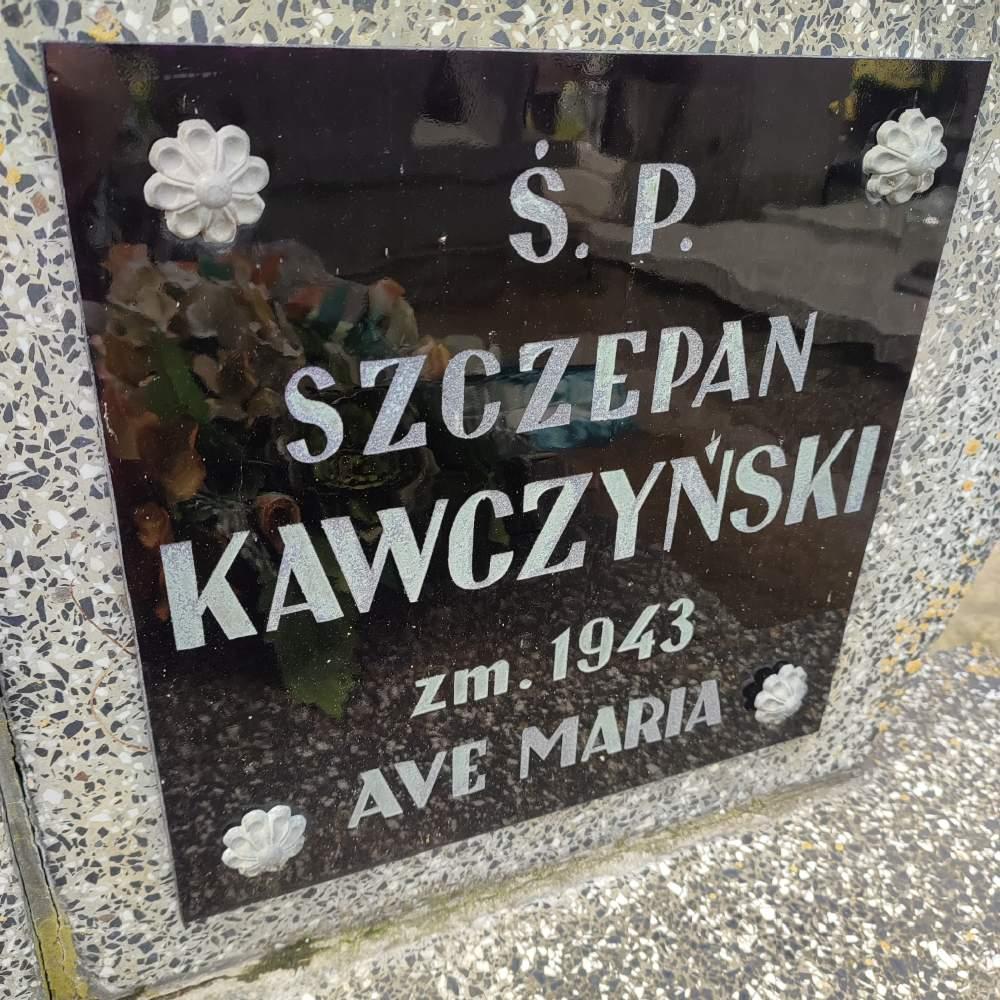 Ś. P.
SZCZEPAN
KAWCZYŃSKI
zm. 1943
AVE MARIA